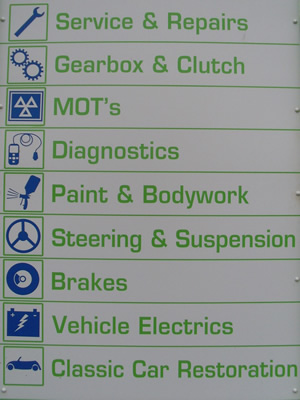 Service & Repairs
Gearbox & Clutch
MOT's
Diagnostics
Paint & Bodywork
Steering & Suspension
Brakes
Vehicle Electrics
Classic Car Restoration